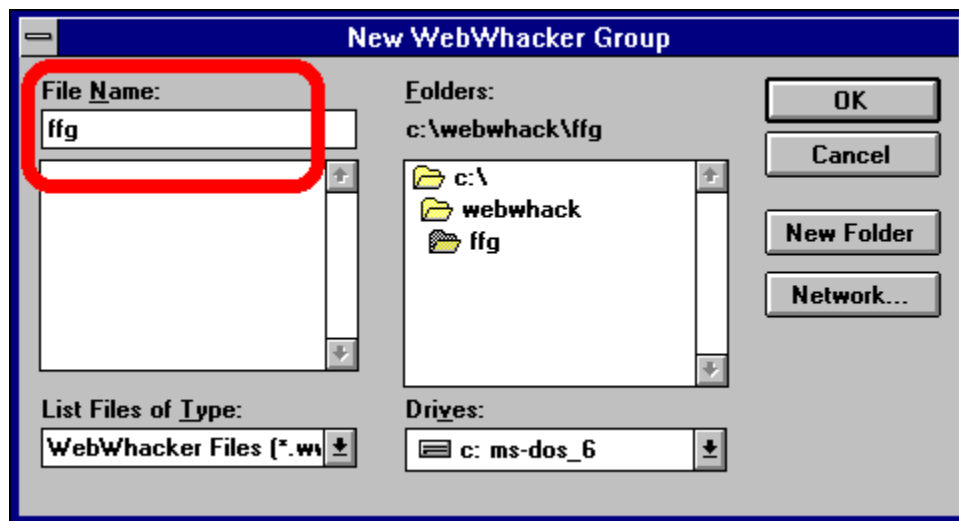 New WebWhacker Group
File Name:
ffg
Folders:
c:\webwhack\ffg
c:\
webwhack
ffg
OK
Cancel
New Folder
Network...
List Files of Type:
WebWhacker Files (*.w
Drives:
c: ms-dos_6